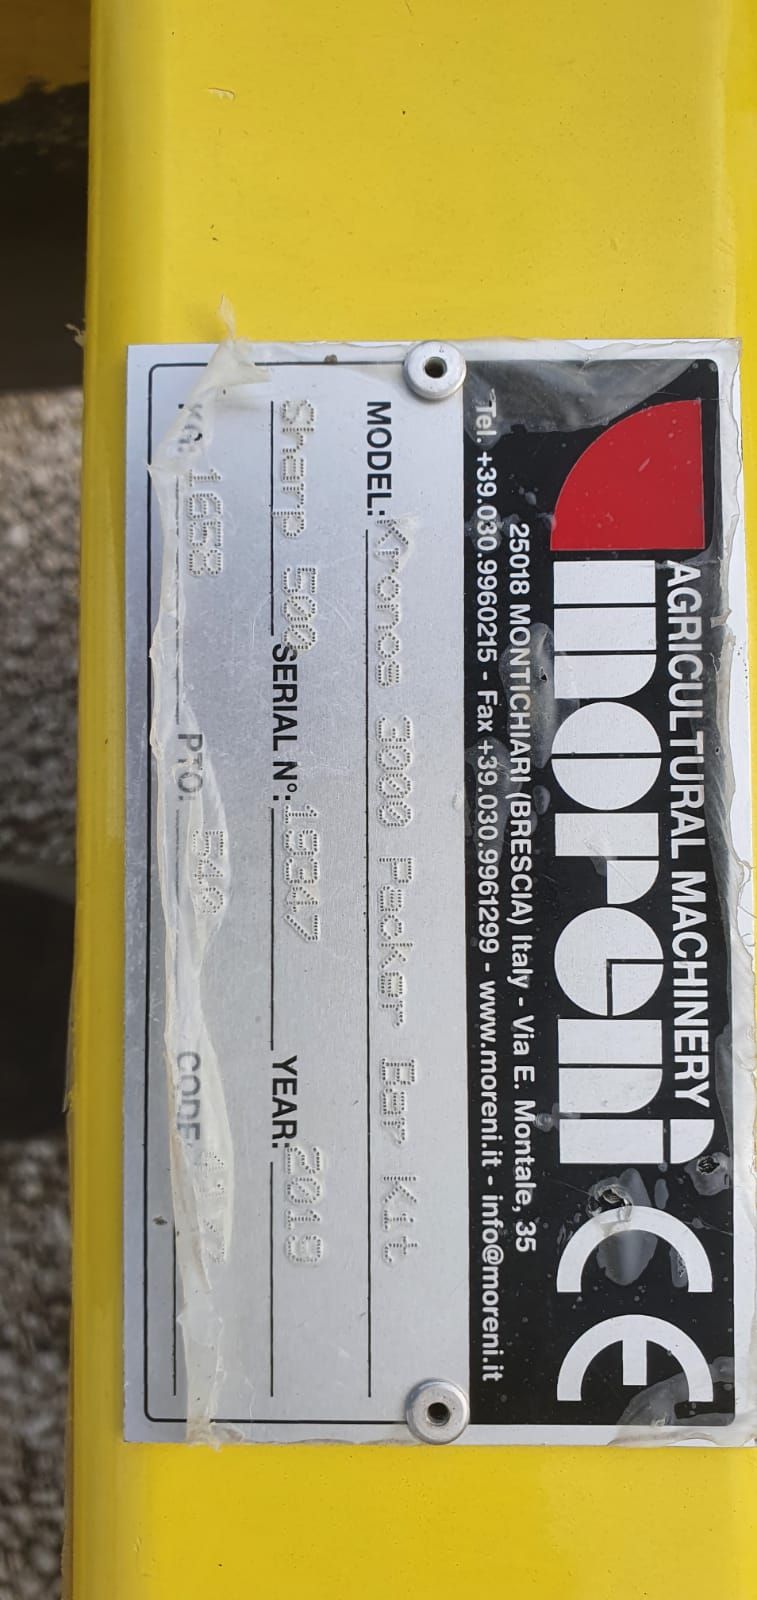 AGRICULTURAL MACHINERY
moreni CE
25018 MONTICHIARI (BRESCIA) Italy - Via E. Montale, 35
Tel. +39.030.9960215 - Fax +39.030.9961299 - www.moreni.it - info@moreni.it
MODEL: Kronos 3000 Packer Bar Kit
Sharp 500 SERIAL N°: 19347 YEAR: 2019
KG: 1658 PTO: 540 CODE: